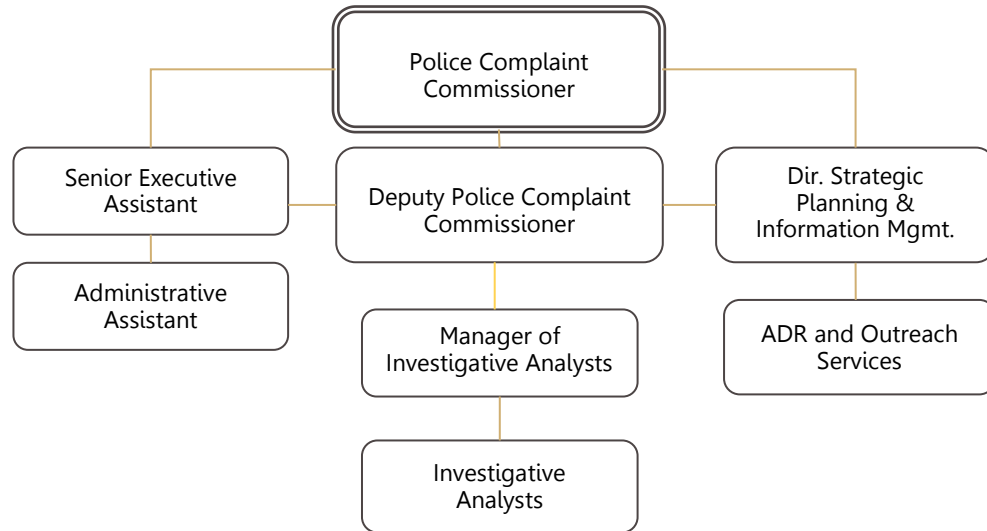 Police Complaint
Commissioner
Senior Executive
Assistant
Deputy Police Complaint
Commissioner
Dir. Strategic
Planning &
Information Mgmt.
Administrative
Assistant
Manager of
Investigative Analysts
ADR and Outreach
Services
Investigative
Analysts